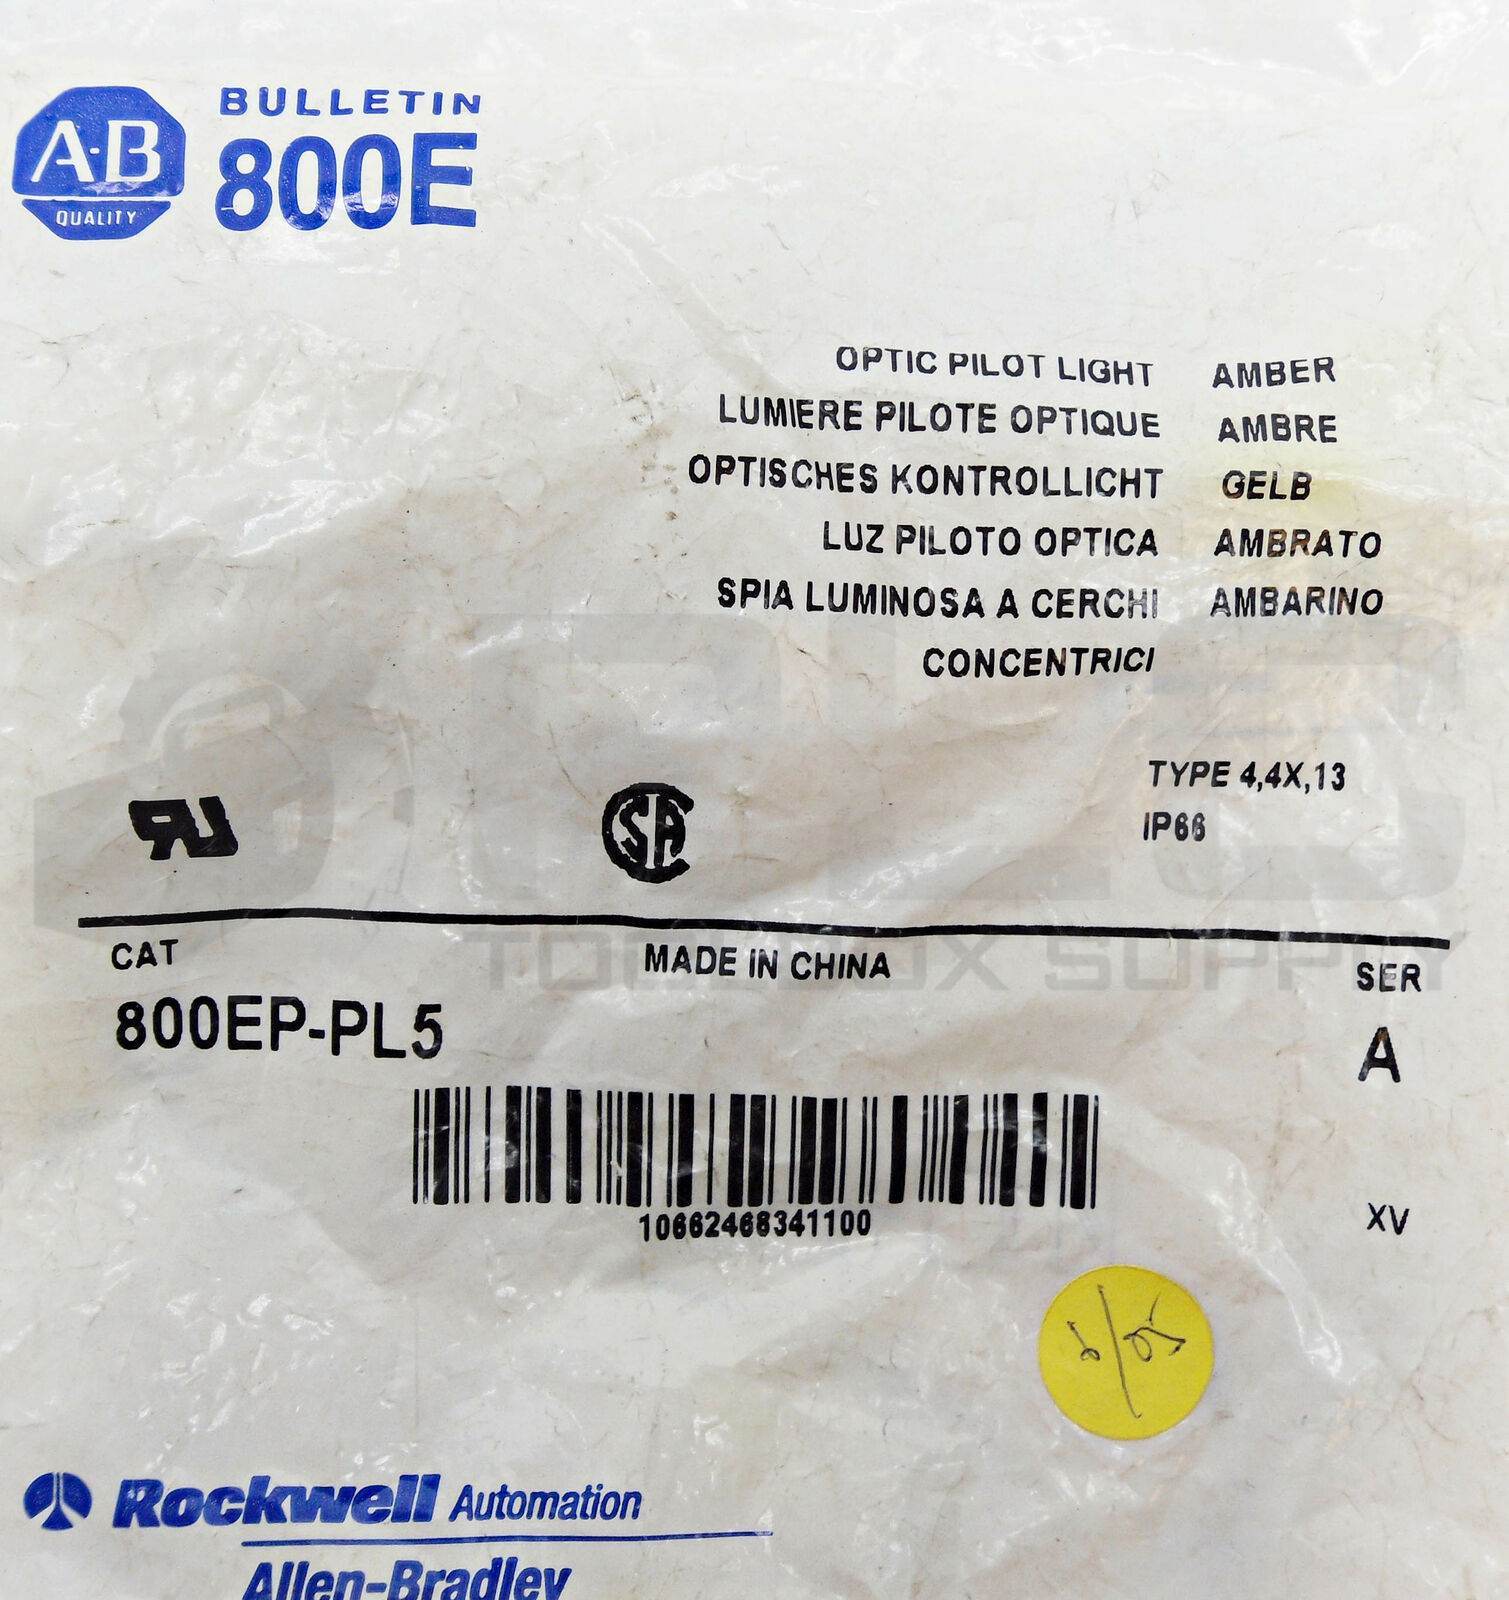 A-B
QUALITY
BULLETIN
800E
OPTIC PILOT LIGHT AMBER
LUMIERE PILOTE OPTIQUE AMBRE
OPTISCHES KONTROLLICHT GELB
LUZ PILOTO OPTICA AMBRATO
SPIA LUMINOSA A CERCHI AMBARINO
CONCENTRICI
TYPE 4,4X,13
IP66
CSA
CAT MADE IN CHINA SER
800EP-PL5 A
10662468341100
XV
Rockwell Automation
Allen-Bradley